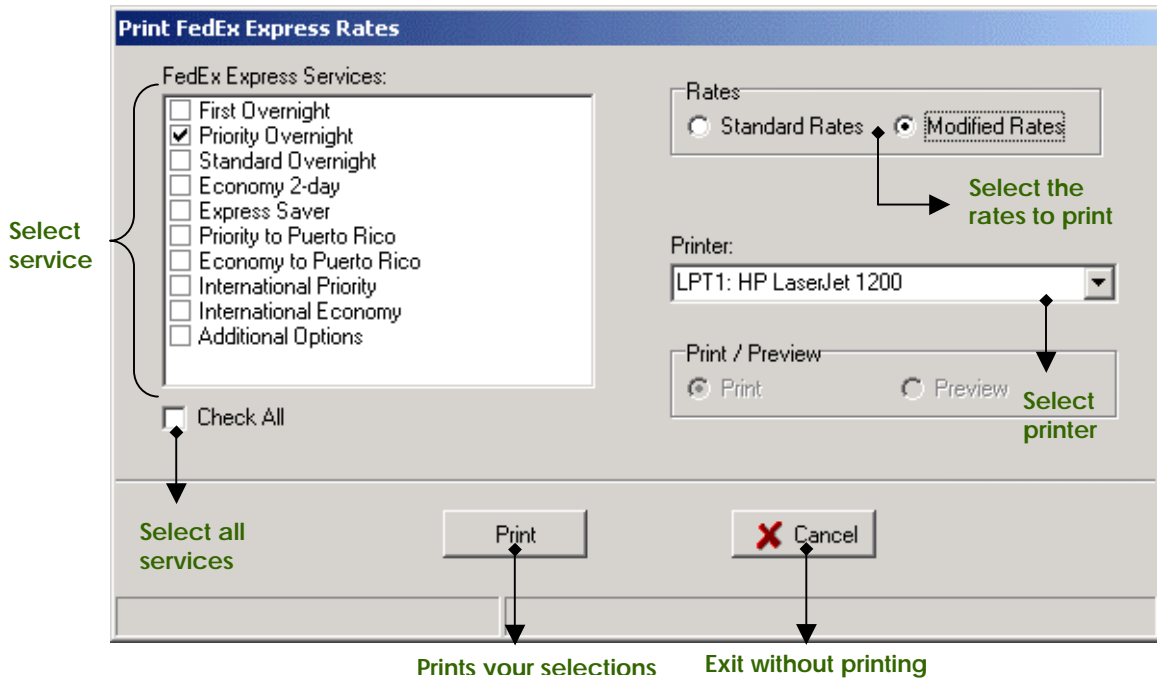 Print FedEx Express Rates
FedEx Express Services:
First Overnight
Priority Overnight
Standard Overnight
Economy 2-day
Express Saver
Priority to Puerto Rico
Economy to Puerto Rico
International Priority
International Economy
Additional Options
Select
service
Check All
Select all
services
Rates
Standard Rates
Modified Rates
Select the
rates to print
Printer:
LPT1: HP LaserJet 1200
Print / Preview
Print
Preview
Select
printer
Print
Cancel
Prints your selections
Exit without printing